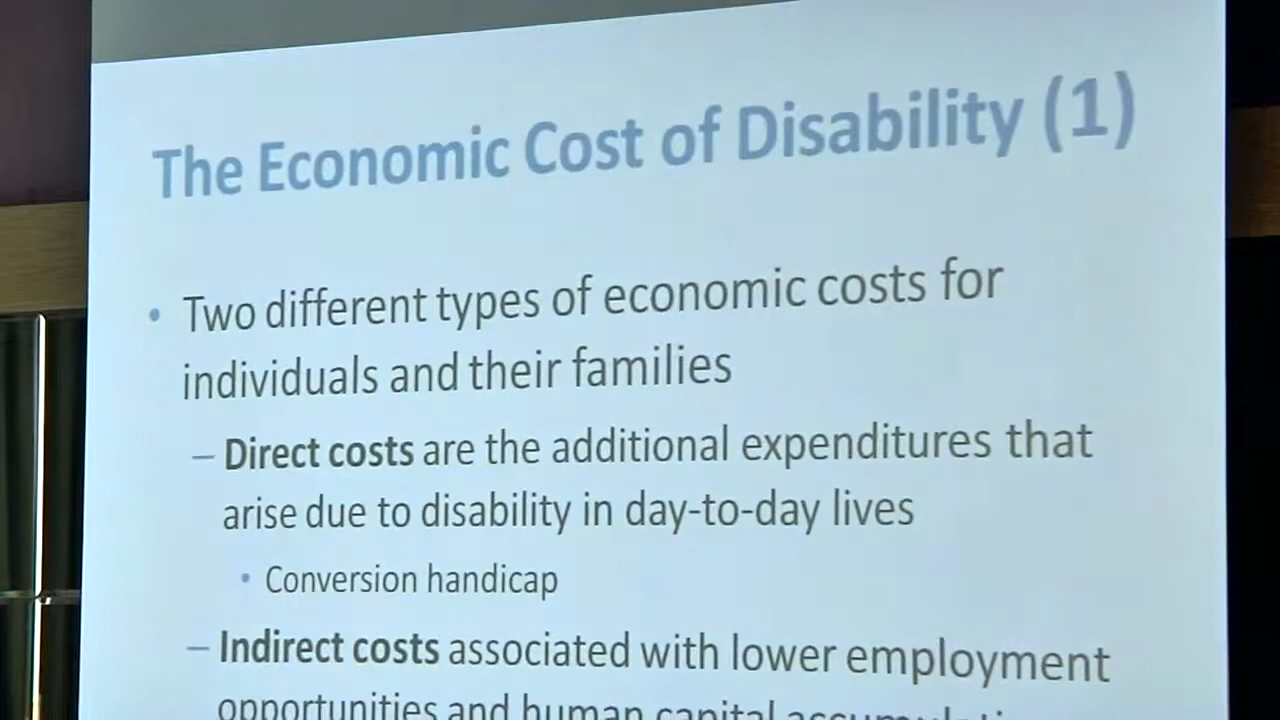 The Economic Cost of Disability (1)
• Two different types of economic costs for
individuals and their families
– Direct costs are the additional expenditures that
arise due to disability in day-to-day lives
• Conversion handicap
– Indirect costs associated with lower employment
opportunities and human capital